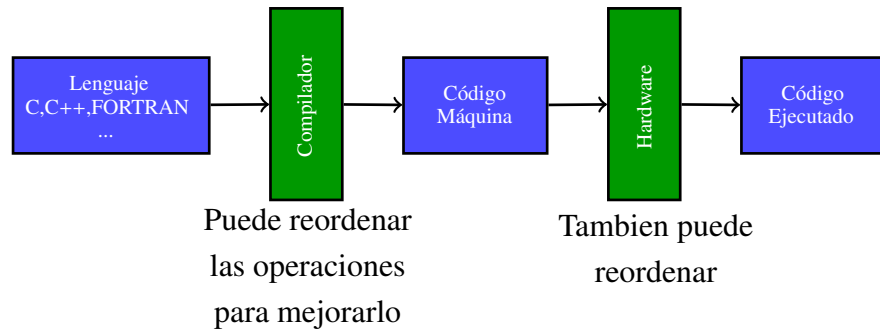 Lenguaje
C,C++,FORTRAN
...
Compilador
Código
Máquina
Hardware
Código
Ejecutado
Puede reordenar
las operaciones
para mejorarlo
Tambien puede
reordenar